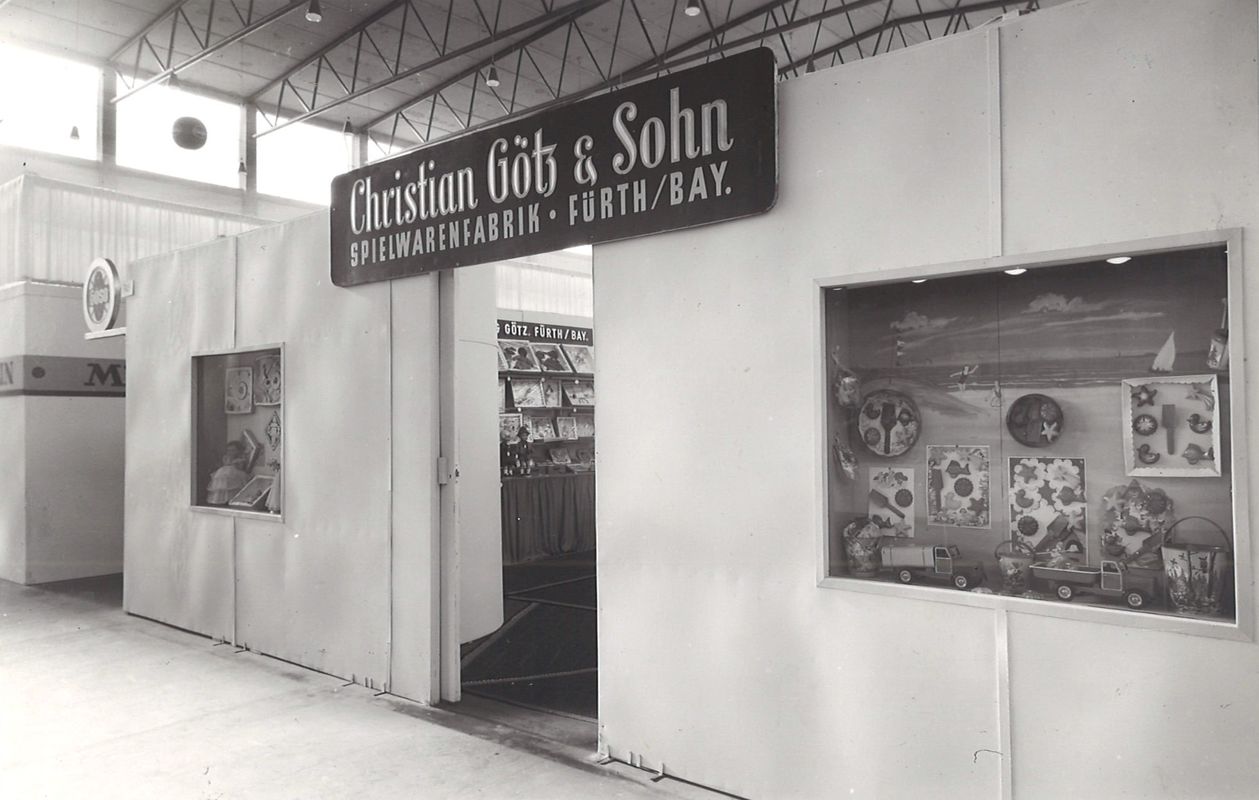 Christian Götz & Sohn
SPIELWARENFABRIK · FÜRTH/BAY.
GÖTZ. FÜRTH/BAY.